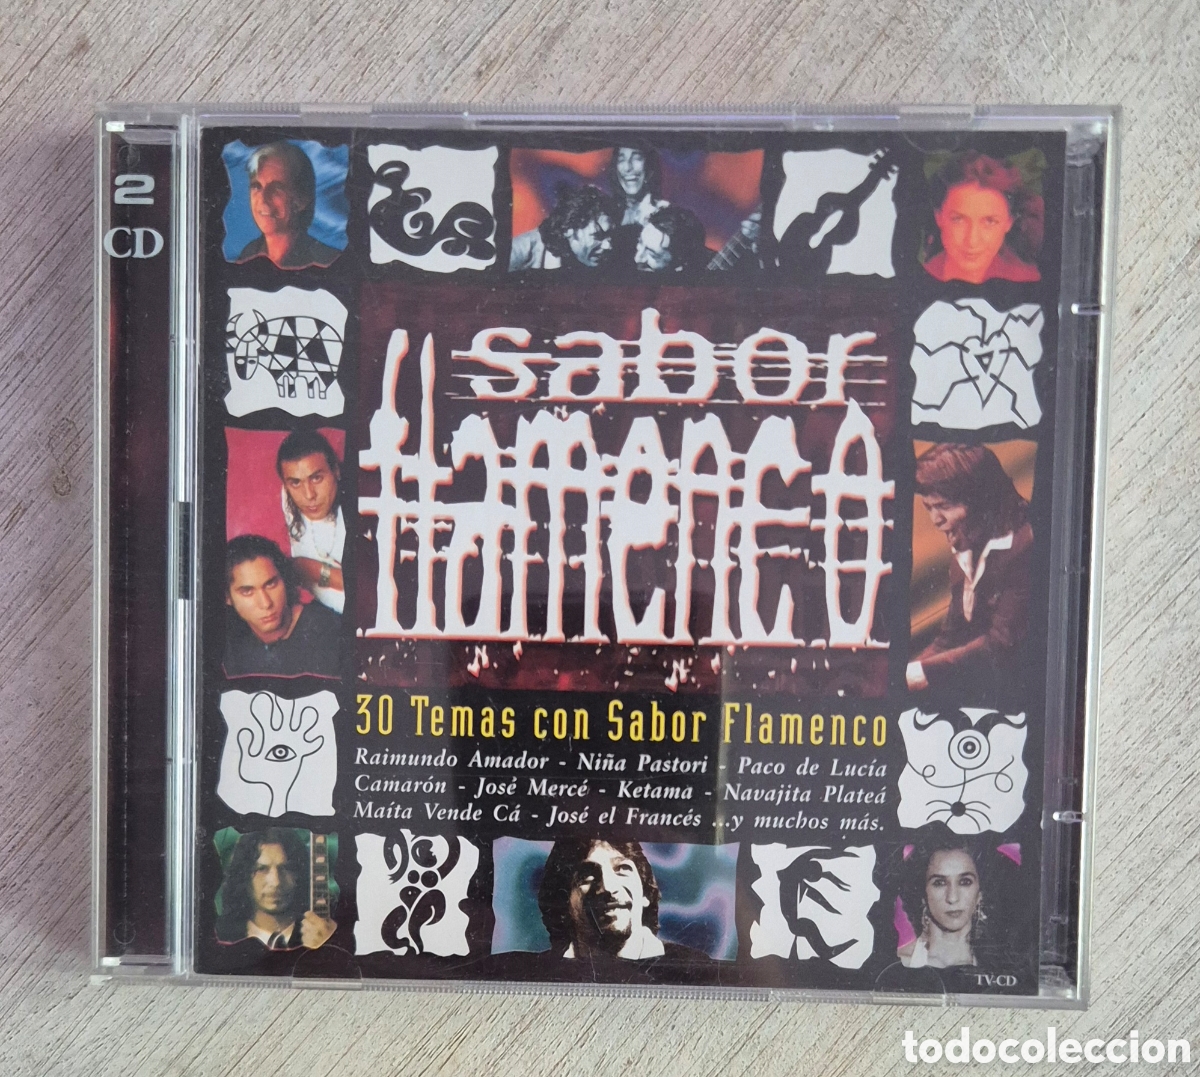 2
CD
sabor
flamenco
30 Temas con Sabor Flamenco
Raimundo Amador - Niña Pastori - Paco de Lucía
Camarón - José Mercé - Ketama - Navajita Plateá
Maíta Vende Cá - José el Francés ...y muchos más.
TV-CD
todocoleccion